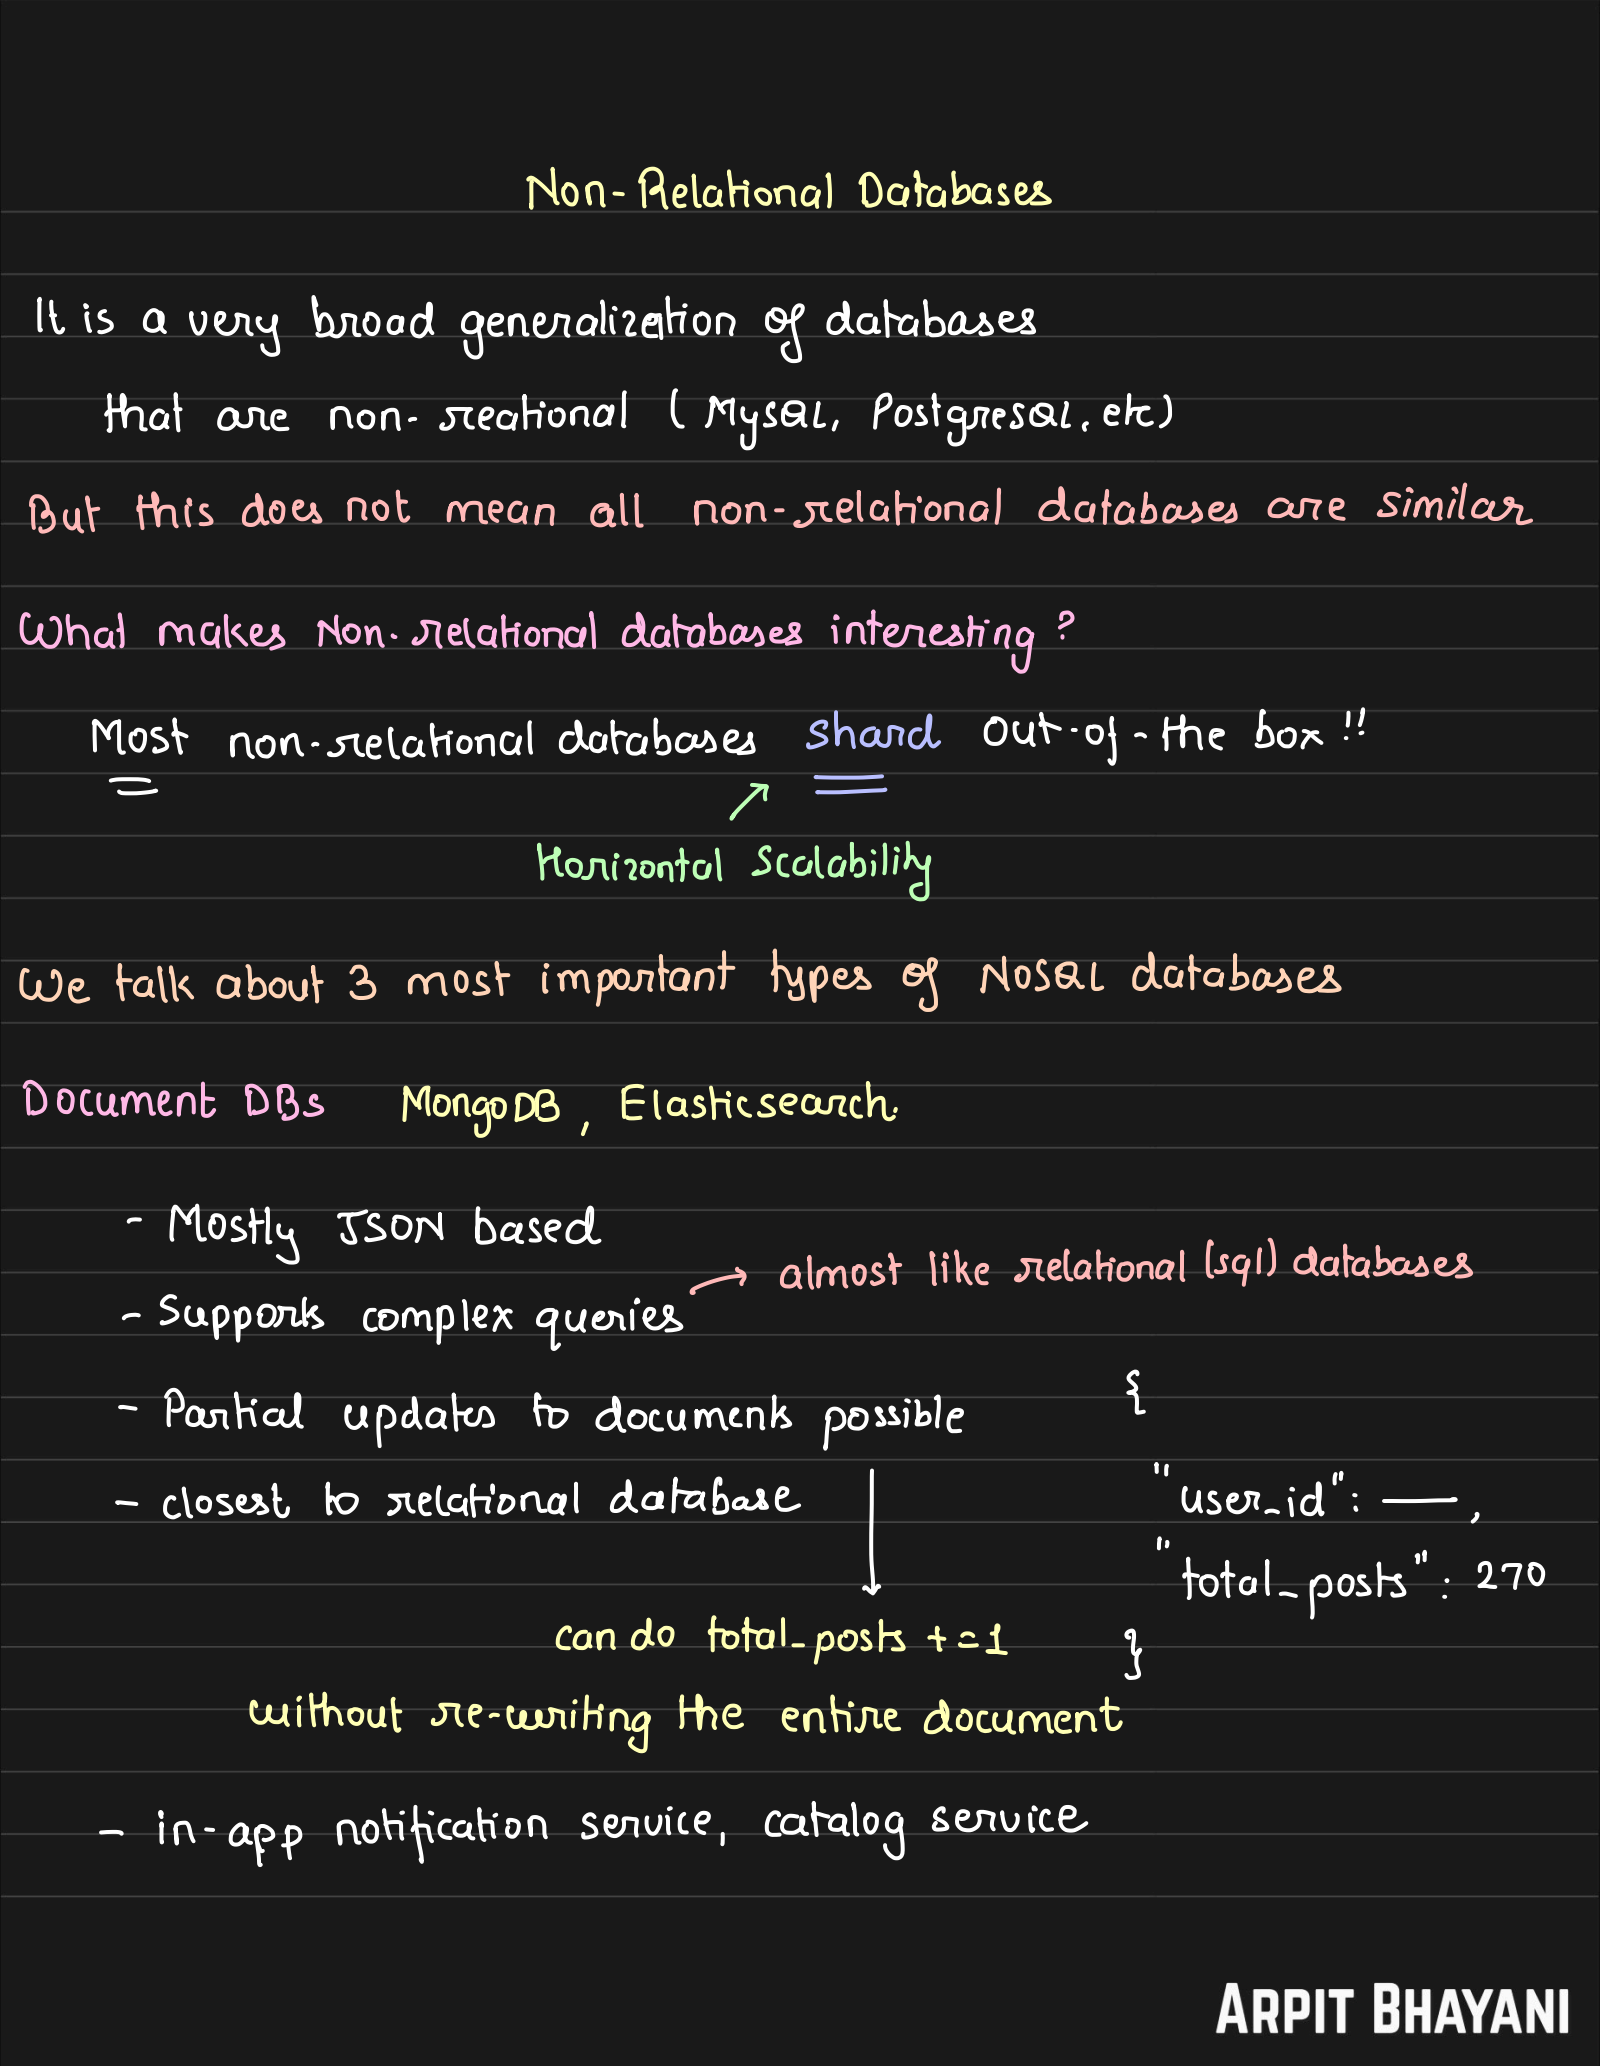 Non-Relational Databases
It is a very broad generalization of databases
that are non-reational (MySQL, PostgreSQL, etc)
But this does not mean all non-relational databases are similar
What makes Non-relational databases interesting?
Most non-relational databases shard out-of-the box!!
Horizontal Scalability
We talk about 3 most important types of NoSQL databases
Document DBs MongoDB, Elasticsearch.
- Mostly JSON based
- Supports complex queries → almost like relational (sql) databases
- Partial updates to documents possible
- closest to relational database
{
"user_id": ——,
"total_posts": 270
}
can do total_posts += 1
without re-writing the entire document
- in-app notification service, catalog service
ARPIT BHAYANI